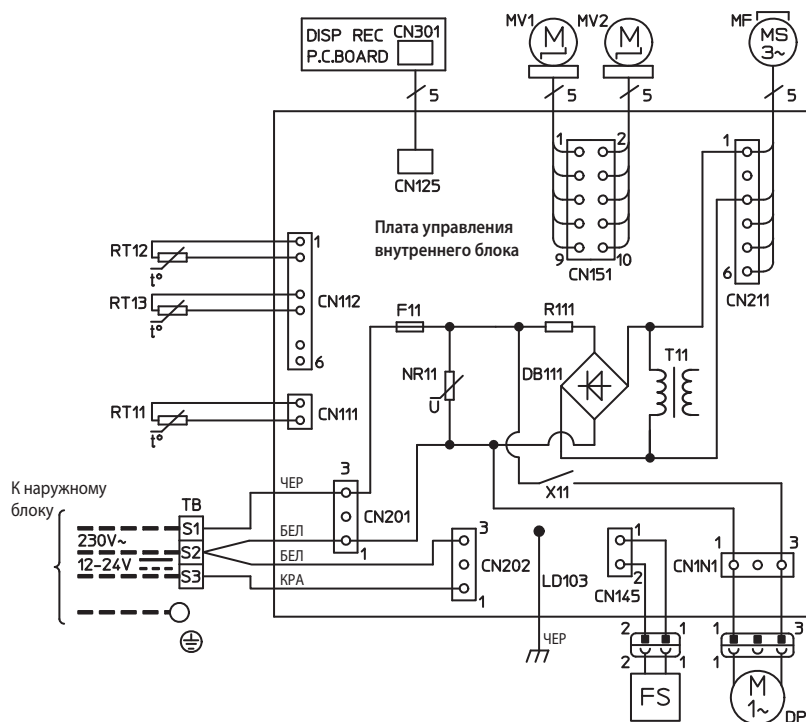 DISP REC CN301
P.C.BOARD
MV1
M
MV2
M
MF
MS
3~
5
5
5
5
CN125
1
2
9
10
CN151
1
6
CN211
Плата управления
внутреннего блока
RT12
t°
RT13
t°
1
CN112
6
F11
R111
NR11
U
DB111
T11
RT11
t°
CN111
X11
К наружному
блоку
TB
S1
230V~
S2
12-24V
S3
ЧЕР
БЕЛ
БЕЛ
КРА
3
CN201
1
3
CN202
1
LD103
ЧЕР
1
2
CN145
1
3
CN1N1
2
1
2
1
FS
1
3
1
M
1~
DP